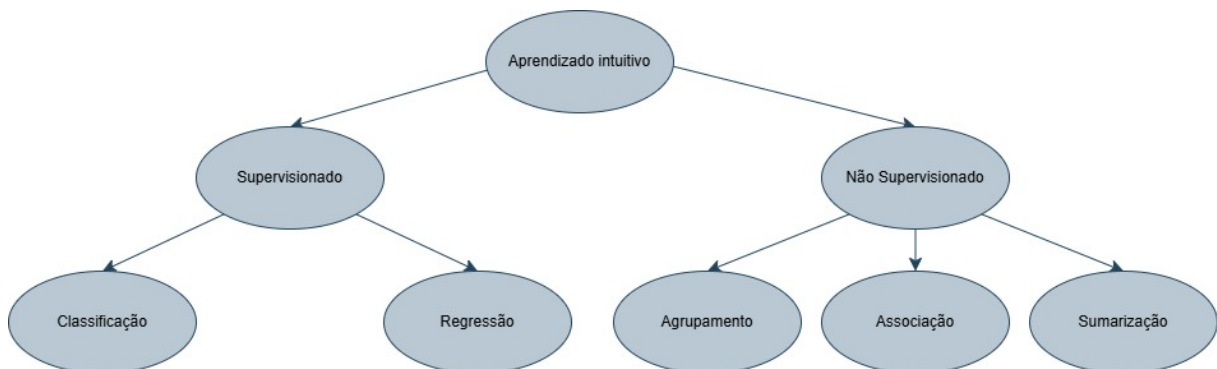 Aprendizado intuitivo
Supervisionado
Não Supervisionado
Classificação
Regressão
Agrupamento
Associação
Sumarização